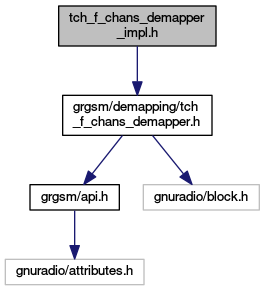 tch_f_chans_demapper
_impl.h
grgsm/demapping/tch
_f_chans_demapper.h
grgsm/api.h
gnuradio/block.h
gnuradio/attributes.h